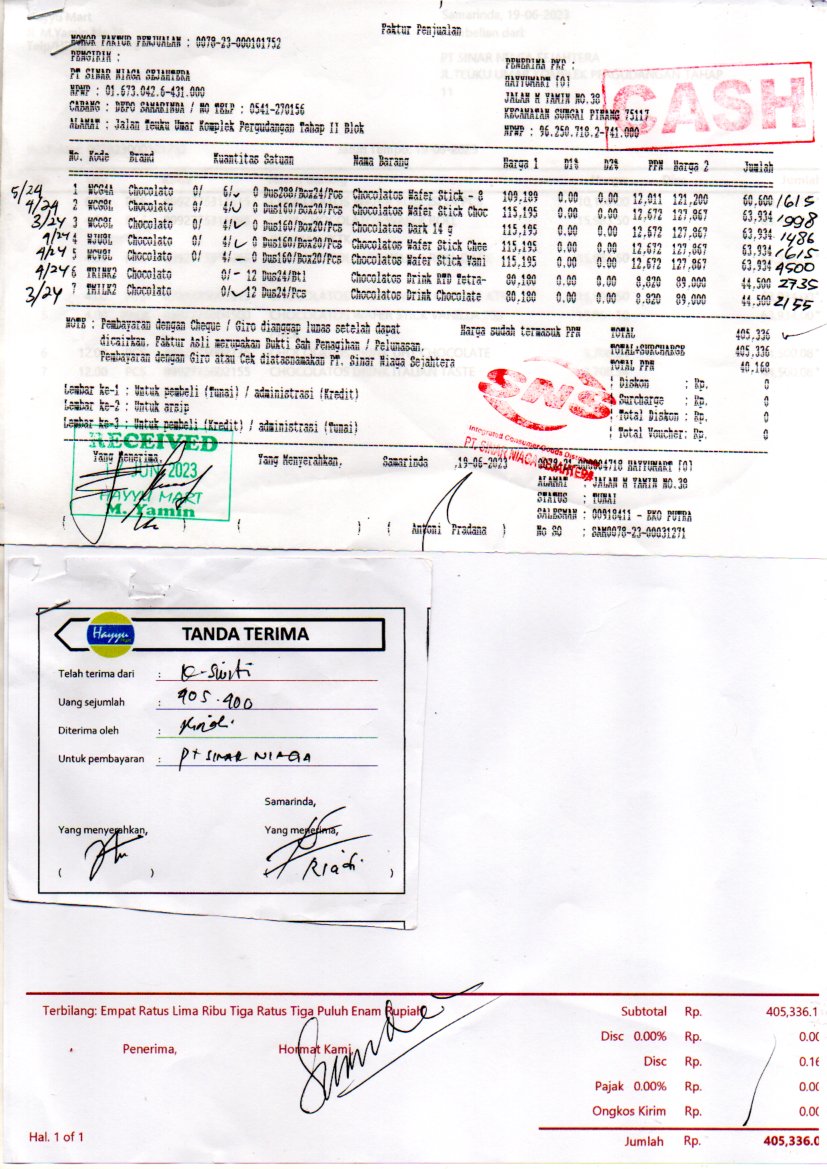 Faktur Penjualan
NOMOR FAKTUR PENJUALAN : 0078-23-000101752
PENGIRIM :
PT SINAR NIAGA SEJAHTERA
NPWP : 01.673.042.6-431.000
CABANG : DEPO SAMARINDA / NO TELP : 0541-270156
ALAMAT : Jalan Teuku Umar Komplek Pergudangan Tahap II Blok
PENERIMA PKP :
HAYYUMART [O]
JALAN M YAMIN NO.38
KECAMATAN SUNGAI PINANG 75117
NPWP : 96.250.718.2-741.000
CASH
No. Kode Brand Kuantitas Satuan Nama Barang Harga 1 D1% D2% PPN Harga 2 Jumlah
5/24 1 WCG4A Chocolato 0/ 6/ 0 Dus288/Box24/Pcs Chocolatos Wafer Stick - 8 109,189 0.00 0.00 12,011 121,200 60,600 1615
4/24 2 Chocolato 0/ 4/ 0 Dus160/Box20/Pcs Chocolatos Wafer Stick Choc 115,195 0.00 0.00 12,672 127,867 63,934 1998
3/24 3 Chocolato 0/ 4/ 0 Dus160/Box20/Pcs Chocolatos Dark 14 g 115,195 0.00 0.00 12,672 127,867 63,934 1486
4/24 4 Chocolato 0/ 4/ 0 Dus160/Box20/Pcs Chocolatos Wafer Stick Chee 115,195 0.00 0.00 12,672 127,867 63,934 1615
4/24 5 Chocolato 0/ 4/ 0 Dus160/Box20/Pcs Chocolatos Wafer Stick Vani 115,195 0.00 0.00 12,672 127,867 63,934 4500
4/24 6 Chocolato 0/ 12 Dus24/Btl Chocolatos Drink RTD Tetra- 80,180 0.00 0.00 8,820 89,000 44,500 2735
3/24 7 Chocolato 0/ 12 Dus24/Pcs Chocolatos Drink Chocolate 80,180 0.00 0.00 8,820 89,000 44,500 2155
NOTE : Pembayaran dengan Cheque / Giro dianggap lunas setelah dapat
dicairkan. Faktur Asli merupakan Bukti Sah Penagihan / Pelunasan.
Pembayaran dengan Giro atau Cek diatasnamakan PT. Sinar Niaga Sejahtera
Harga sudah termasuk PPN
TOTAL 405,336
TOTAL+SURCHARGE 405,336
TOTAL PPN 40,168
Diskon : Rp. 0
Surcharge : Rp. 0
Total Diskon : Rp. 0
Total Voucher: Rp. 0
Lembar ke-1 : Untuk pembeli (Tunai) / administrasi (Kredit)
Lembar ke-2 : Untuk arsip
Lembar ke-3 : Untuk pembeli (Kredit) / administrasi (Tunai)
SNS
Integrated Consumer Goods
PT. SINAR NIAGA SEJAHTERA
Yang Menerima, Yang Menyerahkan, Samarinda ,19-06-2023
RECEIVED
JUN 2023
HAYYU MART
M. Yamin
( ) ( ) ( Antoni Pradana )
HAYYUMART [O]
ALAMAT : JALAN M YAMIN NO.38
STATUS : TUNAI
SALESMAN : 00918411 - EKO PUTRA
No SO : SAM0078-23-00031271
Hayyu
TANDA TERIMA
Telah terima dari :
Uang sejumlah : 405.400
Diterima oleh :
Untuk pembayaran : PT SINAR NIAGA
Samarinda,
Yang menyerahkan, Yang menerima,
( ) ( Riadi )
Terbilang: Empat Ratus Lima Ribu Tiga Ratus Tiga Puluh Enam Rupiah
Penerima, Hormat Kami,
Subtotal Rp. 405,336.1
Disc 0.00% Rp. 0.00
Disc Rp. 0.16
Pajak 0.00% Rp. 0.00
Ongkos Kirim Rp. 0.00
Jumlah Rp. 405,336.0
Hal. 1 of 1